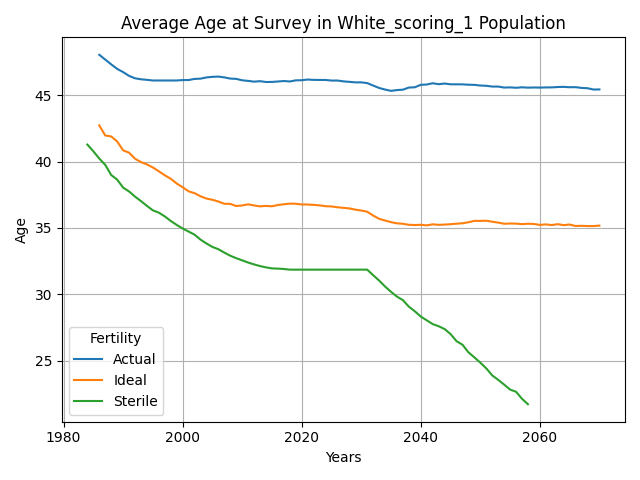 Average Age at Survey in White_scoring_1 Population
45
40
35
30
25
Age
Fertility
Actual
Ideal
Sterile
1980
2000
2020
2040
2060
Years